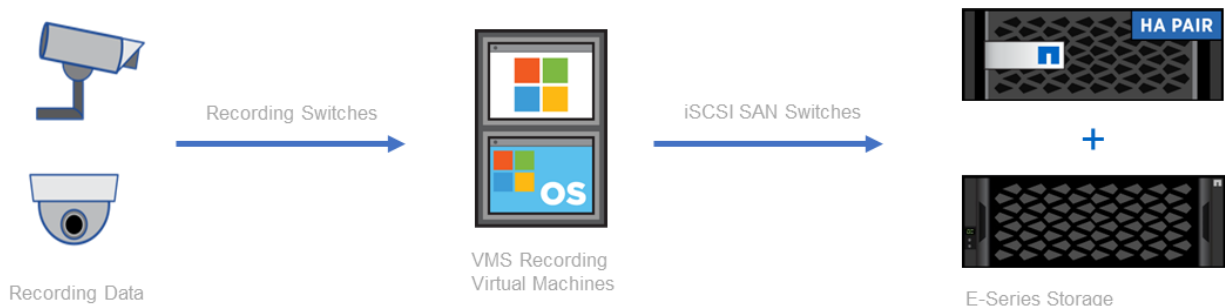 HA PAIR
Recording Switches
iSCSI SAN Switches
OS
VMS Recording
Virtual Machines
Recording Data
E-Series Storage